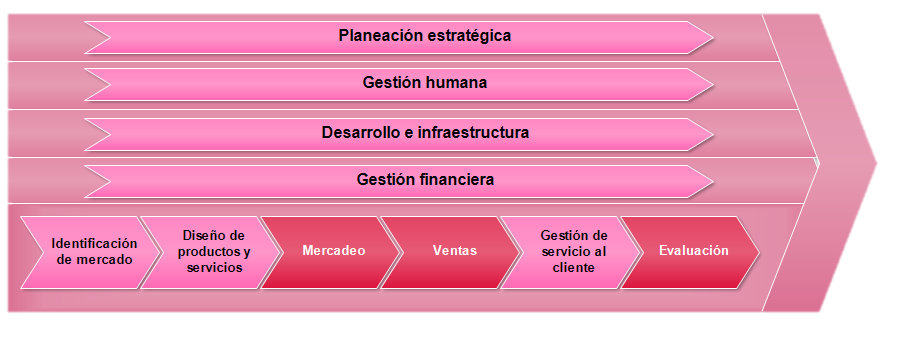 Planeación estratégica
Gestión humana
Desarrollo e infraestructura
Gestión financiera
Identificación
de mercado
Diseño de
productos y
servicios
Mercadeo
Ventas
Gestión de
servicio al
cliente
Evaluación